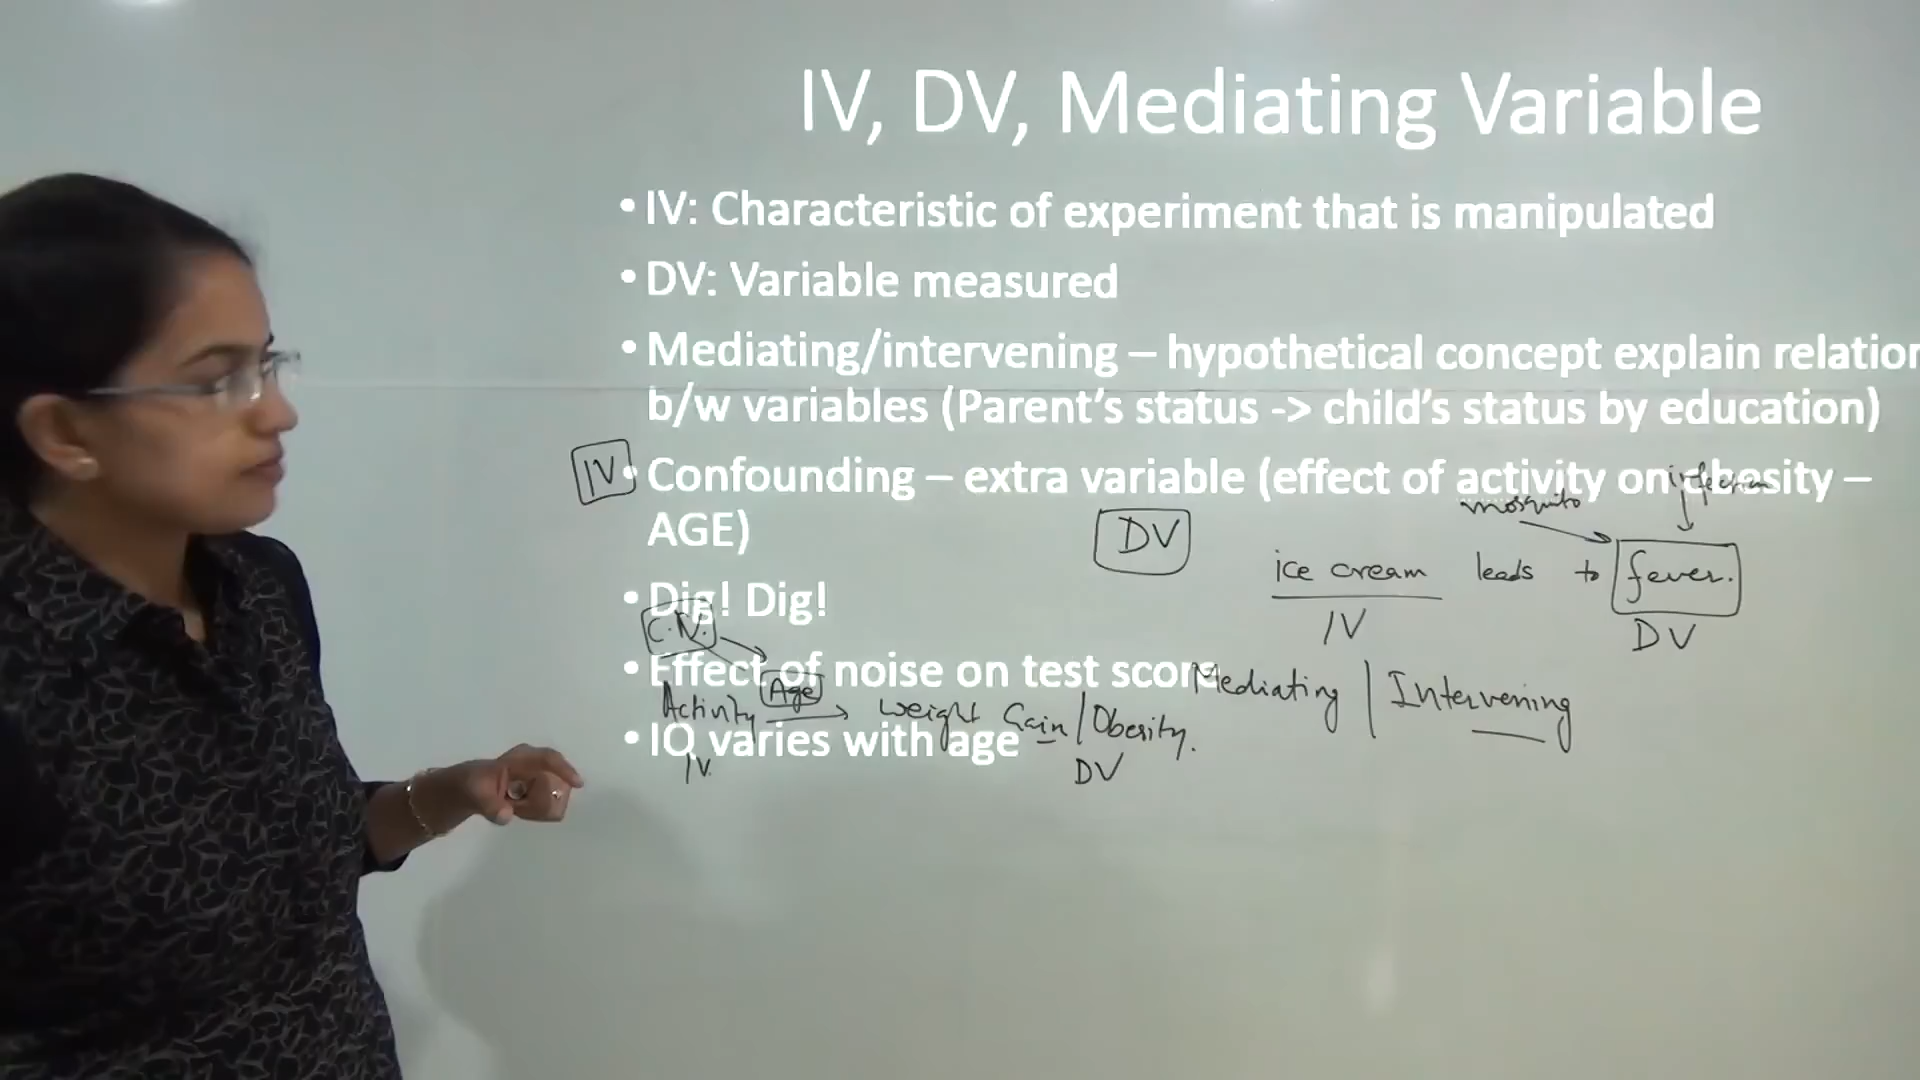 IV, DV, Mediating Variable
• IV: Characteristic of experiment that is manipulated
• DV: Variable measured
• Mediating/intervening – hypothetical concept explain relation
b/w variables (Parent's status -> child's status by education)
IV
• Confounding – extra variable (effect of activity on obesity –
AGE)
mosquito
infection
DV
ice cream leads to fever.
IV
DV
• Dig! Dig!
C.V.
• Effect of noise on test score
Mediating | Intervening
Age
Activity → Weight Gain/Obesity.
• IQ varies with age
IV
DV